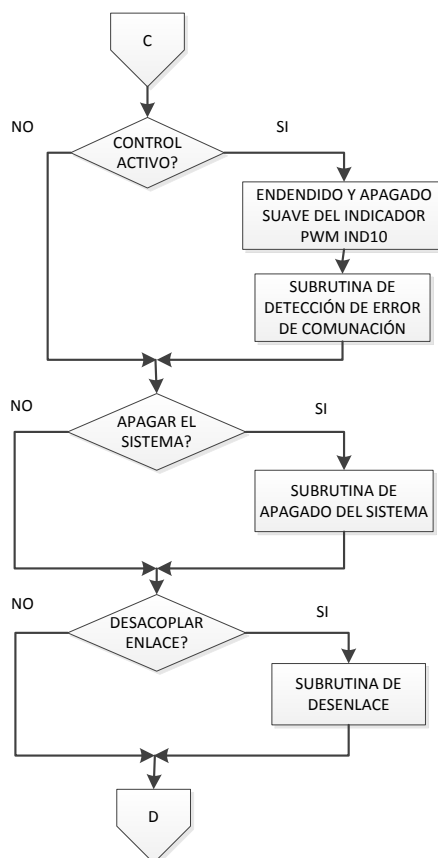 C
NO
SI
CONTROL
ACTIVO?
ENDENDIDO Y APAGADO
SUAVE DEL INDICADOR
PWM IND10
SUBRUTINA DE
DETECCIÓN DE ERROR
DE COMUNACIÓN
NO
SI
APAGAR EL
SISTEMA?
SUBRUTINA DE
APAGADO DEL SISTEMA
NO
SI
DESACOPLAR
ENLACE?
SUBRUTINA DE
DESENLACE
D